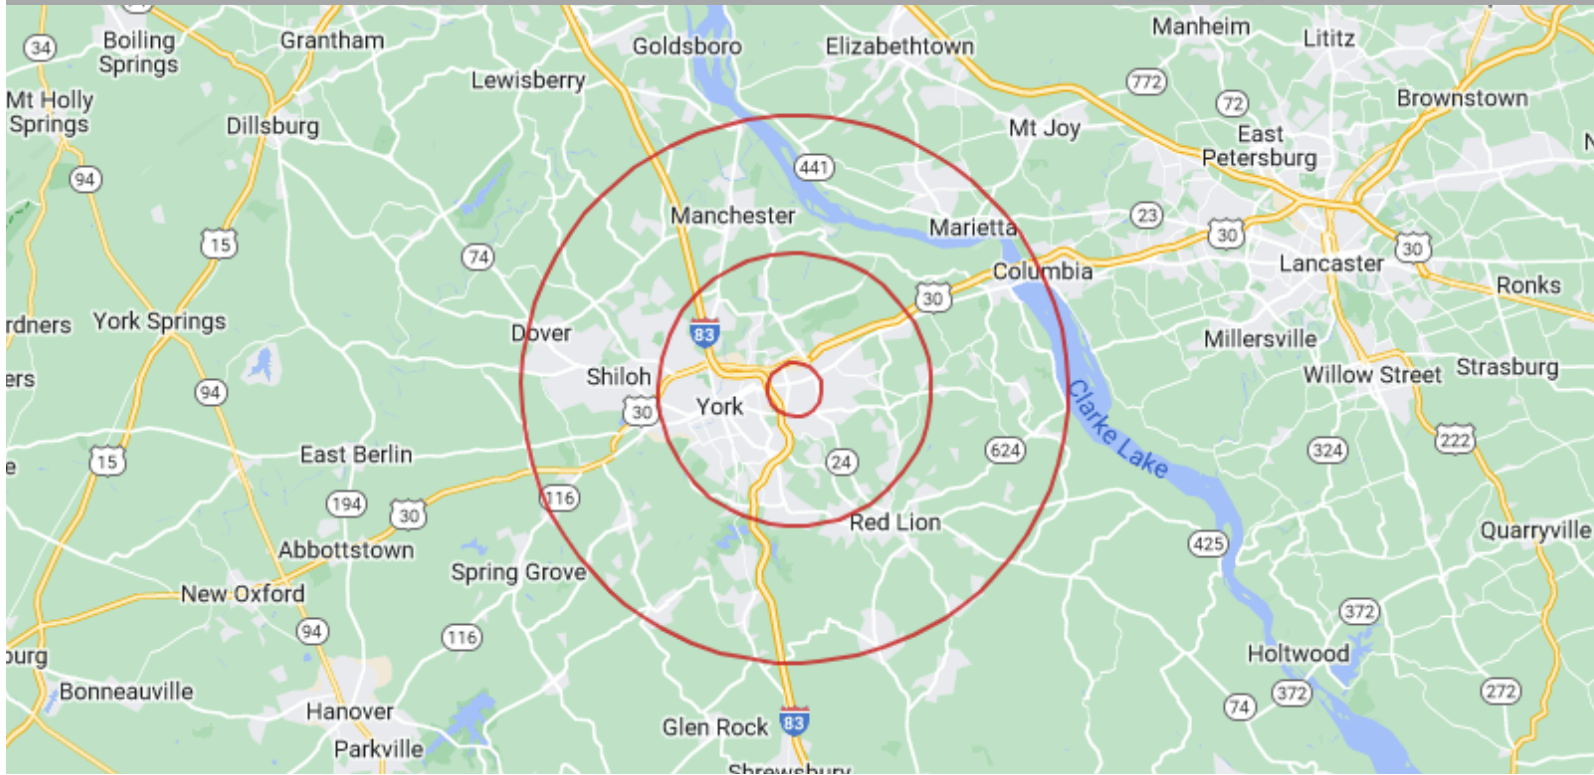 34
Boiling
Springs
Grantham
Goldsboro
Elizabethtown
Manheim
Lititz
Lewisberry
772
72
Brownstown
Mt Holly
Springs
Dillsburg
Mt Joy
East
Petersburg
N
94
441
Manchester
Marietta
23
30
15
74
Columbia
Lancaster
30
30
Ronks
rdners
York Springs
Dover
83
Millersville
ers
Shiloh
Willow Street
Strasburg
94
30
York
Clarke Lake
15
East Berlin
24
624
324
222
e
194
30
116
Red Lion
425
Quarryville
Abbottstown
Spring Grove
New Oxford
94
116
372
burg
Holtwood
Bonneauville
372
272
74
Hanover
Glen Rock
83
Parkville
Shrewsbury